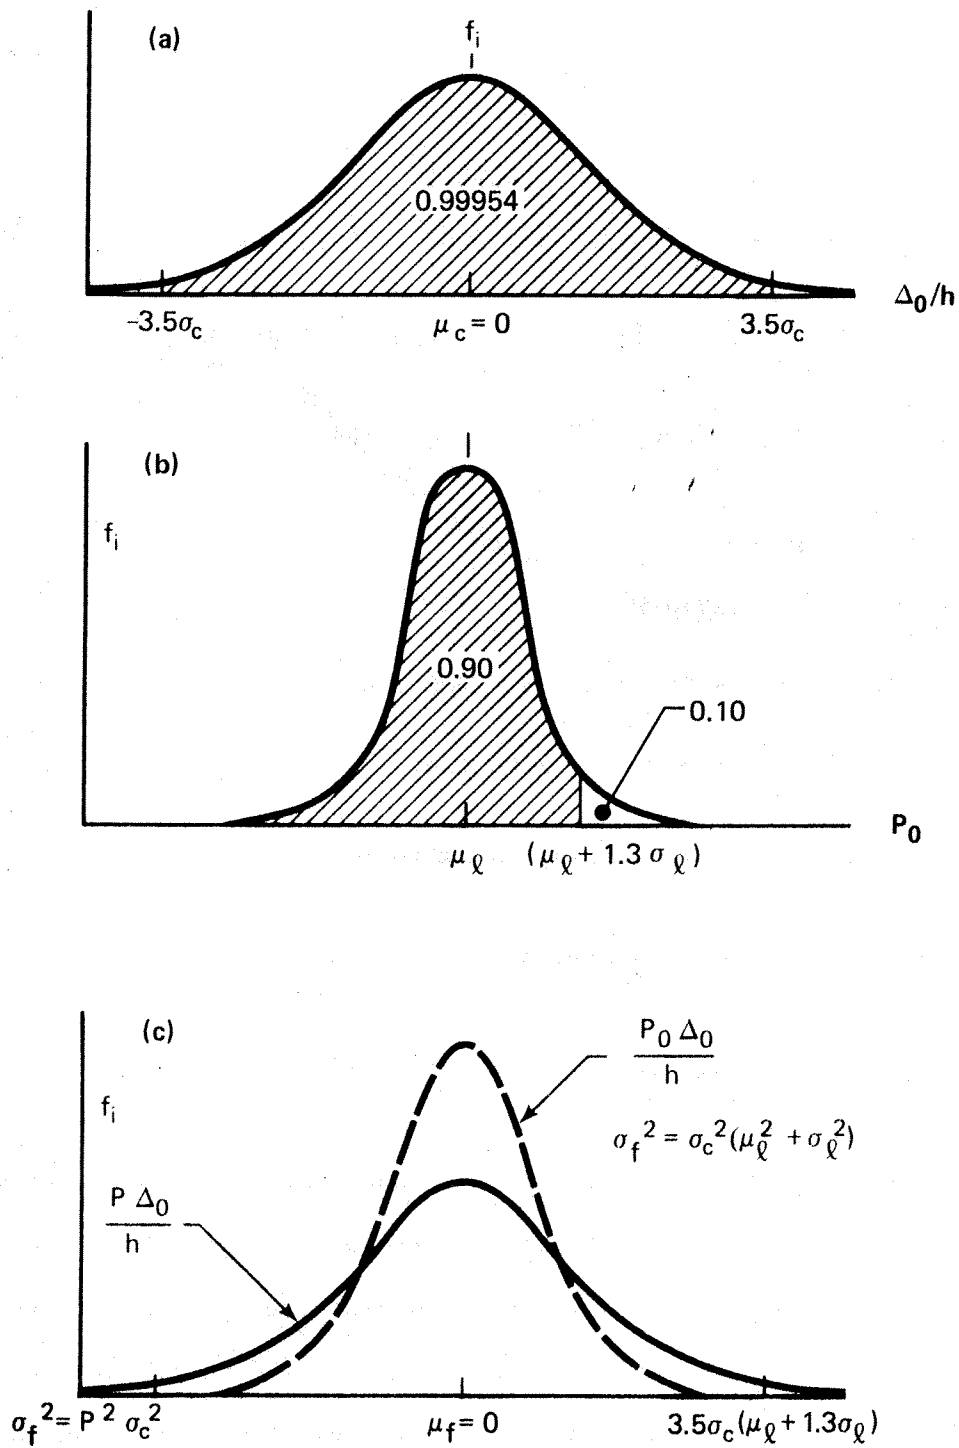 (a)
fᵢ
0.99954
Δ₀/h
-3.5σ_c
μ_c = 0
3.5σ_c
(b)
fᵢ
0.90
0.10
P₀
μ_ℓ
(μ_ℓ + 1.3 σ_ℓ)
(c)
P₀ Δ₀
h
fᵢ
σ_f² = σ_c²(μ_ℓ² + σ_ℓ²)
P Δ₀
h
σ_f² = P² σ_c²
μ_f = 0
3.5σ_c(μ_ℓ + 1.3σ_ℓ)